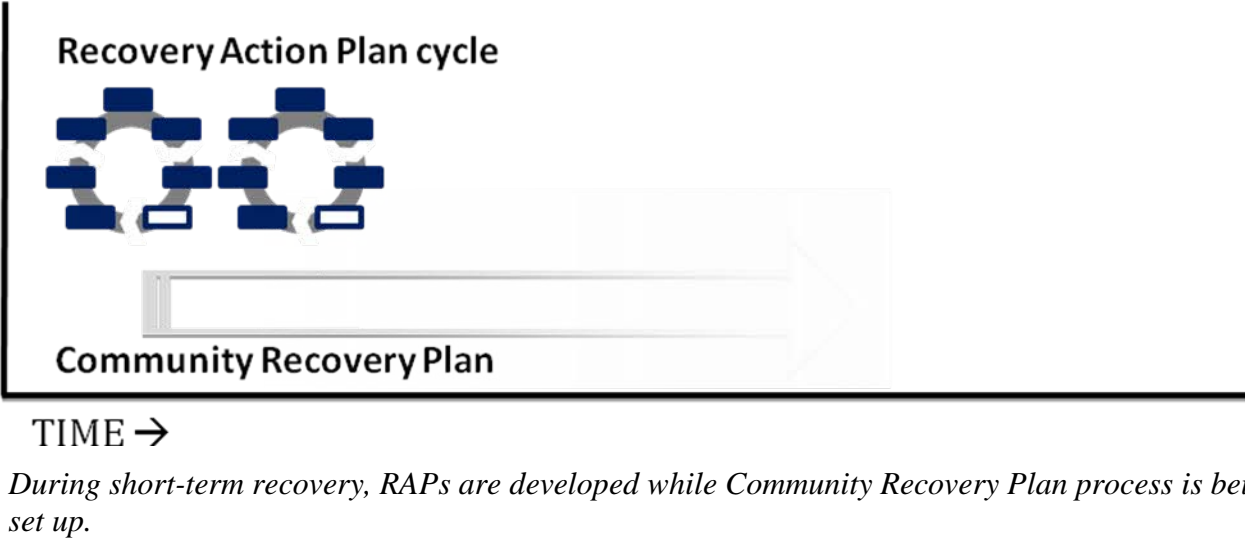 Recovery Action Plan cycle
Community Recovery Plan
TIME →
During short-term recovery, RAPs are developed while Community Recovery Plan process is
set up.